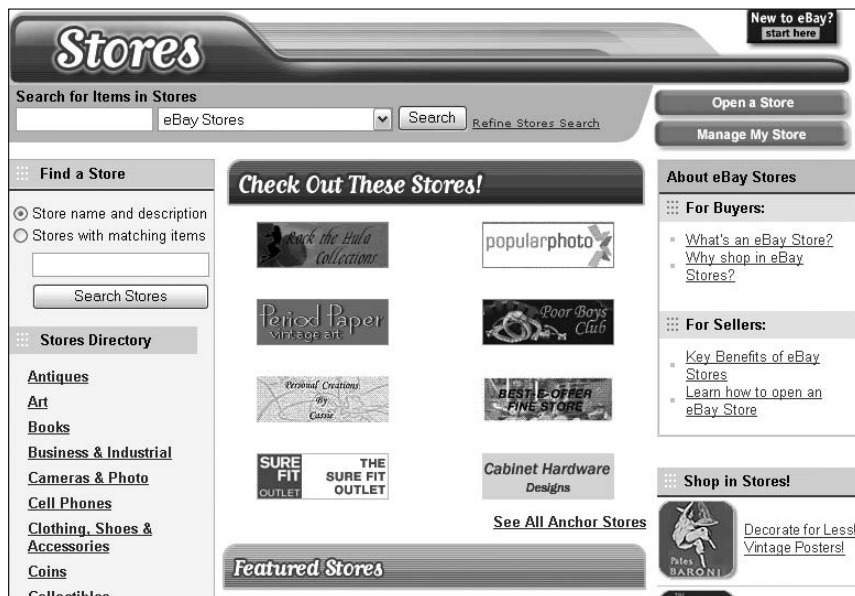 New to eBay?
start here
Stores
Search for Items in Stores
eBay Stores
Search
Refine Stores Search
Open a Store
Manage My Store
Find a Store
Store name and description
Stores with matching items
Search Stores
Stores Directory
Antiques
Art
Books
Business & Industrial
Cameras & Photo
Cell Phones
Clothing, Shoes &
Accessories
Coins
Collectibles
Check Out These Stores!
Rock the Hula
Collections
popularphoto
Period Paper
vintage art
Poor Boys
Club
Personal Creations
By
Cassie
BEST-E-OFFER
FINE STORE
SURE
FIT
OUTLET
THE
SURE FIT
OUTLET
Cabinet Hardware
Designs
See All Anchor Stores
Featured Stores
About eBay Stores
For Buyers:
What's an eBay Store?
Why shop in eBay
Stores?
For Sellers:
Key Benefits of eBay
Stores
Learn how to open an
eBay Store
Shop in Stores!
Pates
BARONI
Decorate for Less!
Vintage Posters!